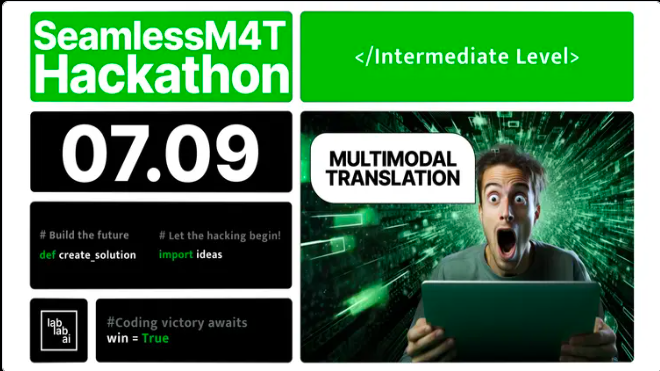 SeamlessM4T
Hackathon
</Intermediate Level>
07.09
MULTIMODAL
TRANSLATION
# Build the future
def create_solution
# Let the hacking begin!
import ideas
lab
lab
ai
#Coding victory awaits
win = True